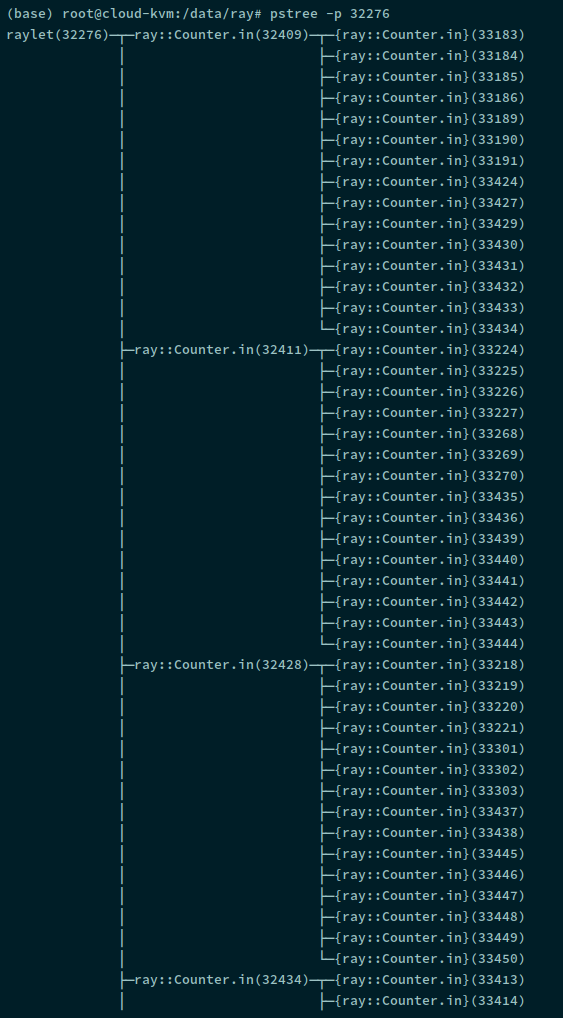 (base) root@cloud-kvm:/data/ray# pstree -p 32276
raylet(32276)─┬─ray::Counter.in(32409)─┬─{ray::Counter.in}(33183)
│ ├─{ray::Counter.in}(33184)
│ ├─{ray::Counter.in}(33185)
│ ├─{ray::Counter.in}(33186)
│ ├─{ray::Counter.in}(33189)
│ ├─{ray::Counter.in}(33190)
│ ├─{ray::Counter.in}(33191)
│ ├─{ray::Counter.in}(33424)
│ ├─{ray::Counter.in}(33427)
│ ├─{ray::Counter.in}(33429)
│ ├─{ray::Counter.in}(33430)
│ ├─{ray::Counter.in}(33431)
│ ├─{ray::Counter.in}(33432)
│ ├─{ray::Counter.in}(33433)
│ └─{ray::Counter.in}(33434)
├─ray::Counter.in(32411)─┬─{ray::Counter.in}(33224)
│ ├─{ray::Counter.in}(33225)
│ ├─{ray::Counter.in}(33226)
│ ├─{ray::Counter.in}(33227)
│ ├─{ray::Counter.in}(33268)
│ ├─{ray::Counter.in}(33269)
│ ├─{ray::Counter.in}(33270)
│ ├─{ray::Counter.in}(33435)
│ ├─{ray::Counter.in}(33436)
│ ├─{ray::Counter.in}(33439)
│ ├─{ray::Counter.in}(33440)
│ ├─{ray::Counter.in}(33441)
│ ├─{ray::Counter.in}(33442)
│ ├─{ray::Counter.in}(33443)
│ └─{ray::Counter.in}(33444)
├─ray::Counter.in(32428)─┬─{ray::Counter.in}(33218)
│ ├─{ray::Counter.in}(33219)
│ ├─{ray::Counter.in}(33220)
│ ├─{ray::Counter.in}(33221)
│ ├─{ray::Counter.in}(33301)
│ ├─{ray::Counter.in}(33302)
│ ├─{ray::Counter.in}(33303)
│ ├─{ray::Counter.in}(33437)
│ ├─{ray::Counter.in}(33438)
│ ├─{ray::Counter.in}(33445)
│ ├─{ray::Counter.in}(33446)
│ ├─{ray::Counter.in}(33447)
│ ├─{ray::Counter.in}(33448)
│ ├─{ray::Counter.in}(33449)
│ └─{ray::Counter.in}(33450)
├─ray::Counter.in(32434)─┬─{ray::Counter.in}(33413)
│ ├─{ray::Counter.in}(33414)